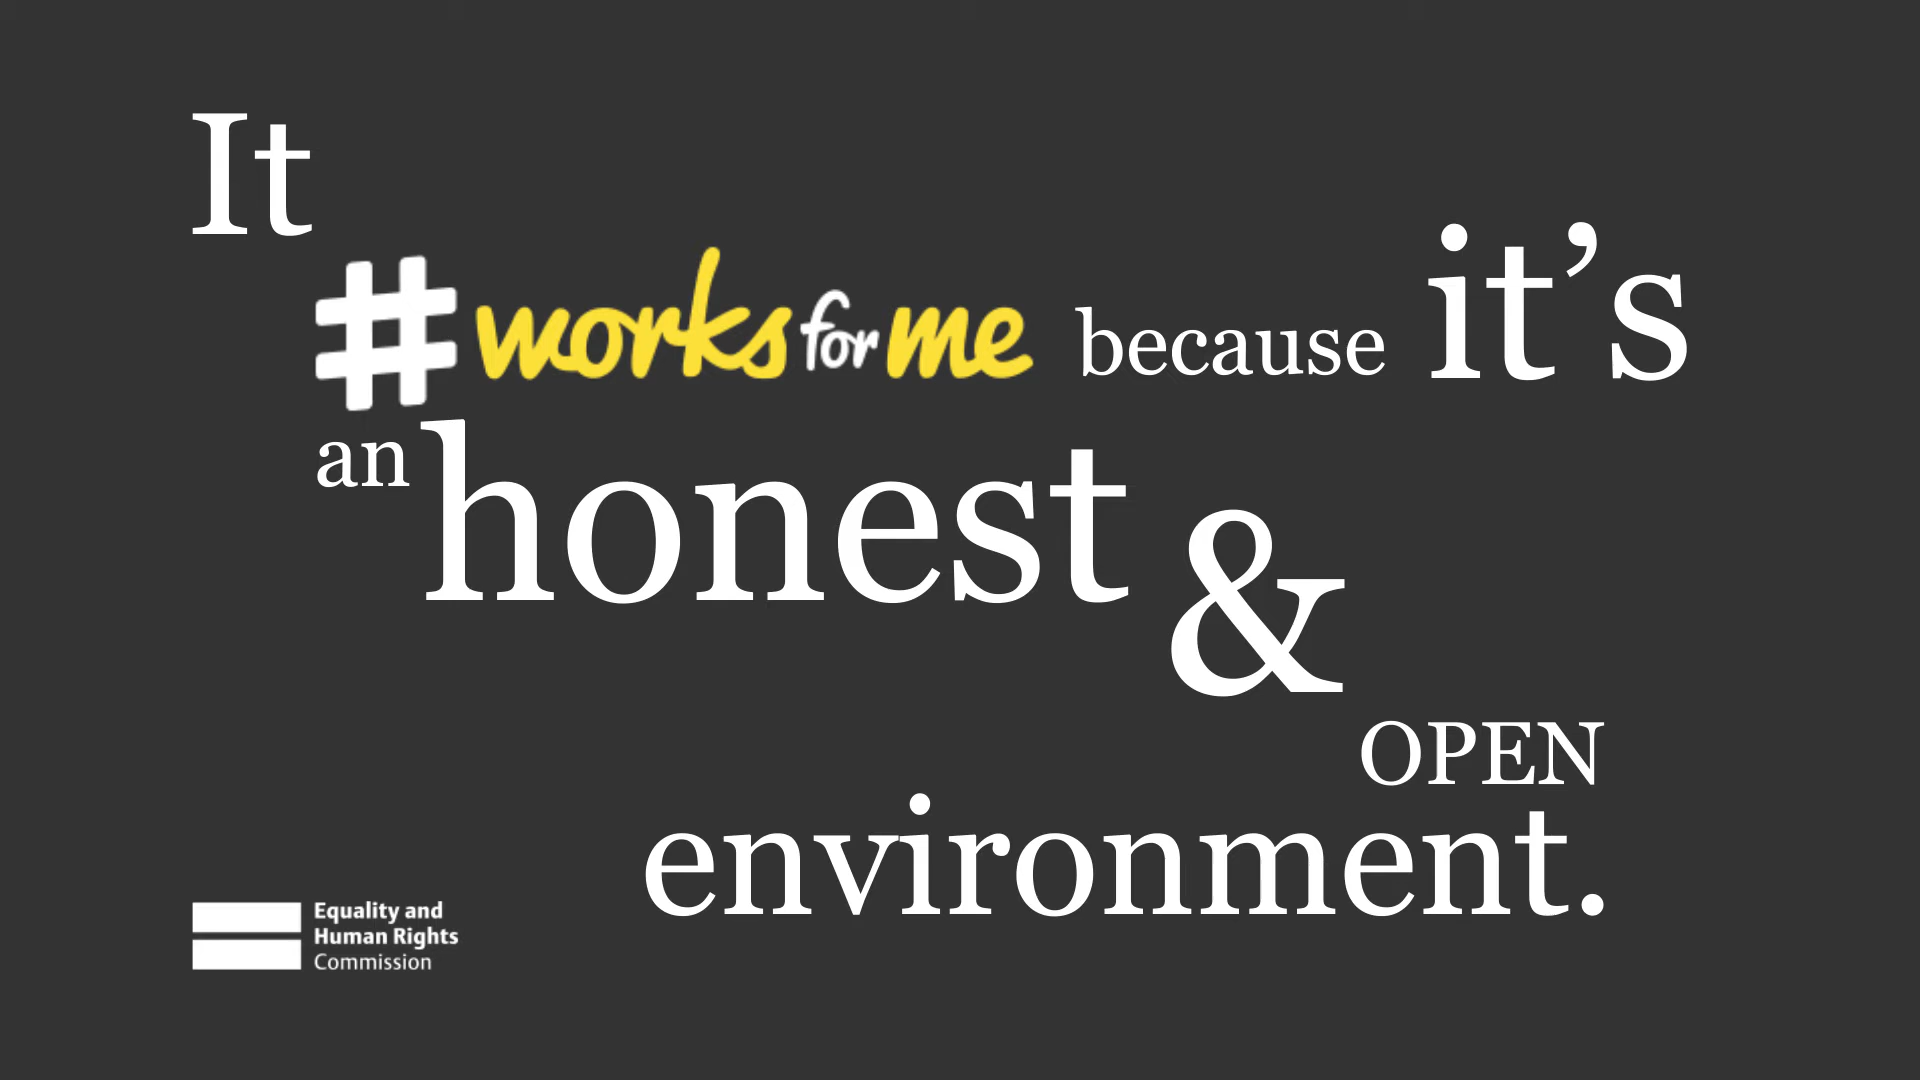 It
#worksforme because it’s
an honest &
OPEN
environment.
Equality and
Human Rights
Commission